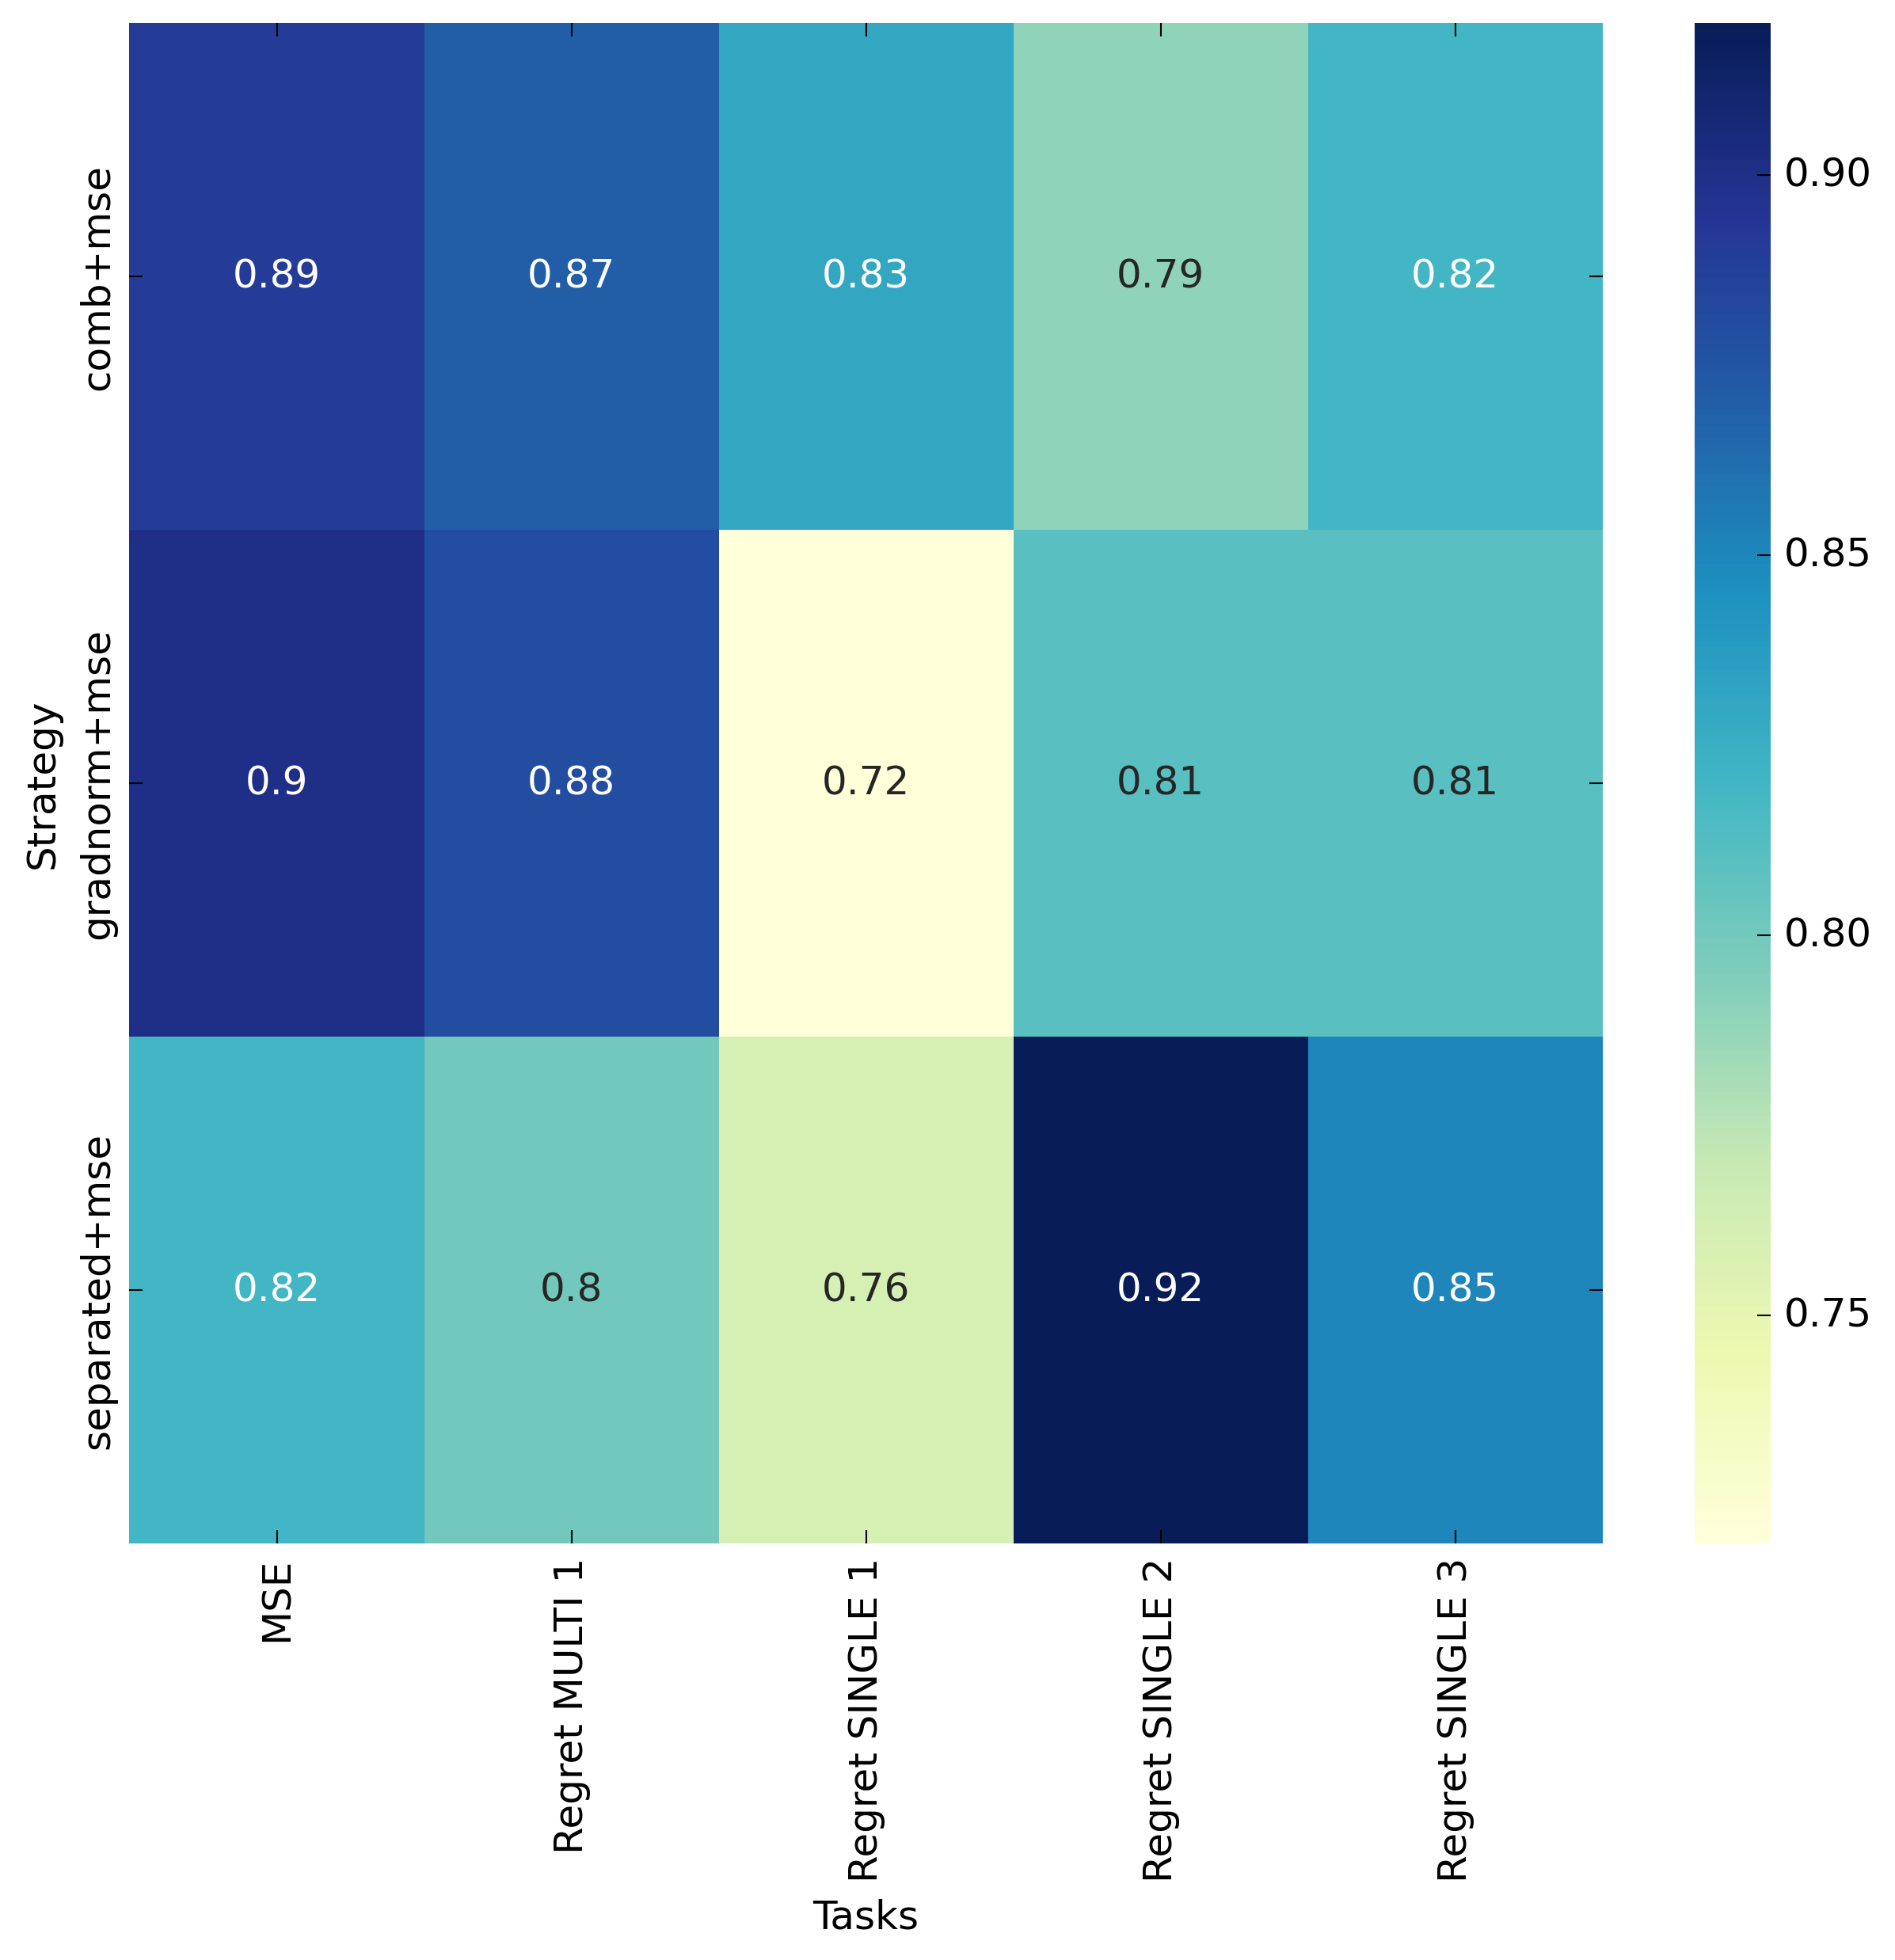 Strategy
comb+mse
0.89 0.87 0.83 0.79 0.82
gradnorm+mse
0.9 0.88 0.72 0.81 0.81
separated+mse
0.82 0.8 0.76 0.92 0.85
MSE
Regret MULTI 1
Regret SINGLE 1
Regret SINGLE 2
Regret SINGLE 3
Tasks
0.90
0.85
0.80
0.75